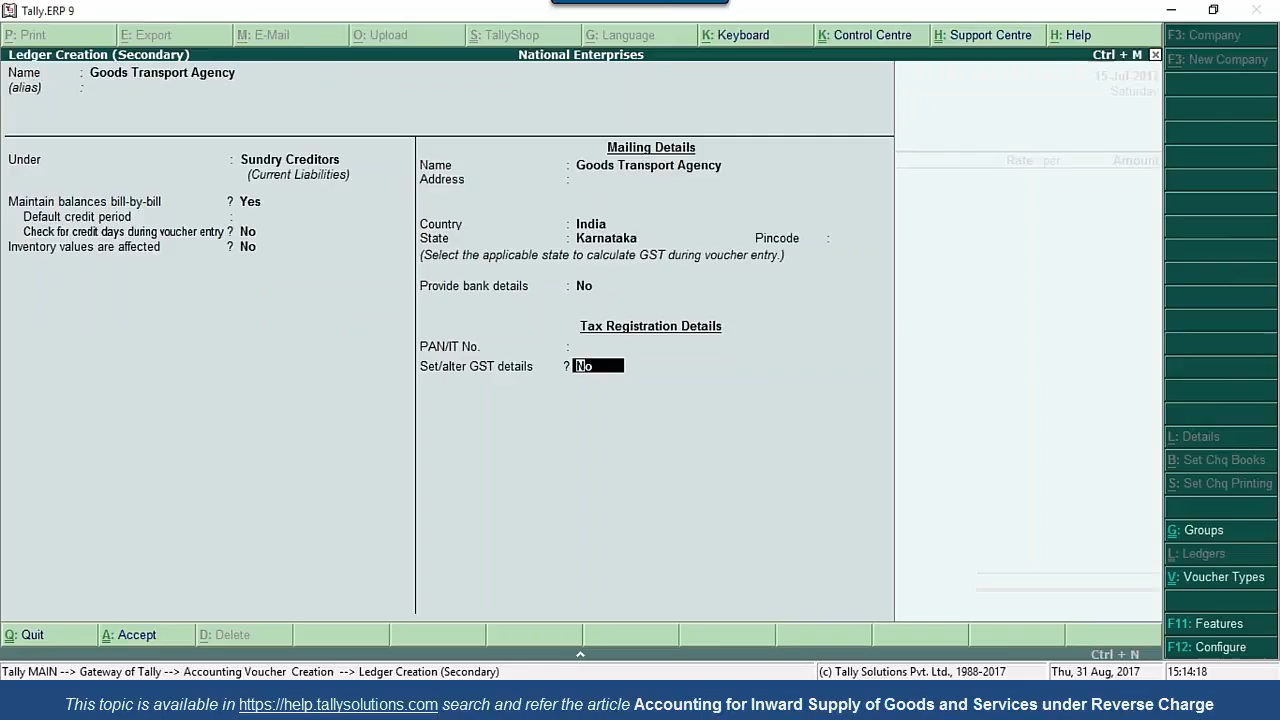 Tally.ERP 9
P: Print E: Export M: E-Mail O: Upload S: TallyShop G: Language K: Keyboard K: Control Centre H: Support Centre H: Help
F3: Company
Ledger Creation (Secondary) National Enterprises Ctrl + M
F3: New Company
Name : Goods Transport Agency
(alias) :
15-Jul-2017
Saturday
Mailing Details
Under : Sundry Creditors
(Current Liabilities)
Name : Goods Transport Agency
Address :
Rate per Amount
Maintain balances bill-by-bill ? Yes
Default credit period :
Check for credit days during voucher entry ? No
Inventory values are affected ? No
Country : India
State : Karnataka Pincode :
(Select the applicable state to calculate GST during voucher entry.)
Provide bank details : No
Tax Registration Details
PAN/IT No. :
Set/alter GST details ? No
L: Details
B: Set Chq Books
S: Set Chq Printing
G: Groups
L: Ledgers
V: Voucher Types
F11: Features
F12: Configure
Q: Quit A: Accept D: Delete
Ctrl + N
Tally MAIN --> Gateway of Tally --> Accounting Voucher Creation --> Ledger Creation (Secondary) (c) Tally Solutions Pvt. Ltd., 1988-2017 Thu, 31 Aug, 2017 15:14:18
This topic is available in https://help.tallysolutions.com search and refer the article Accounting for Inward Supply of Goods and Services under Reverse Charge